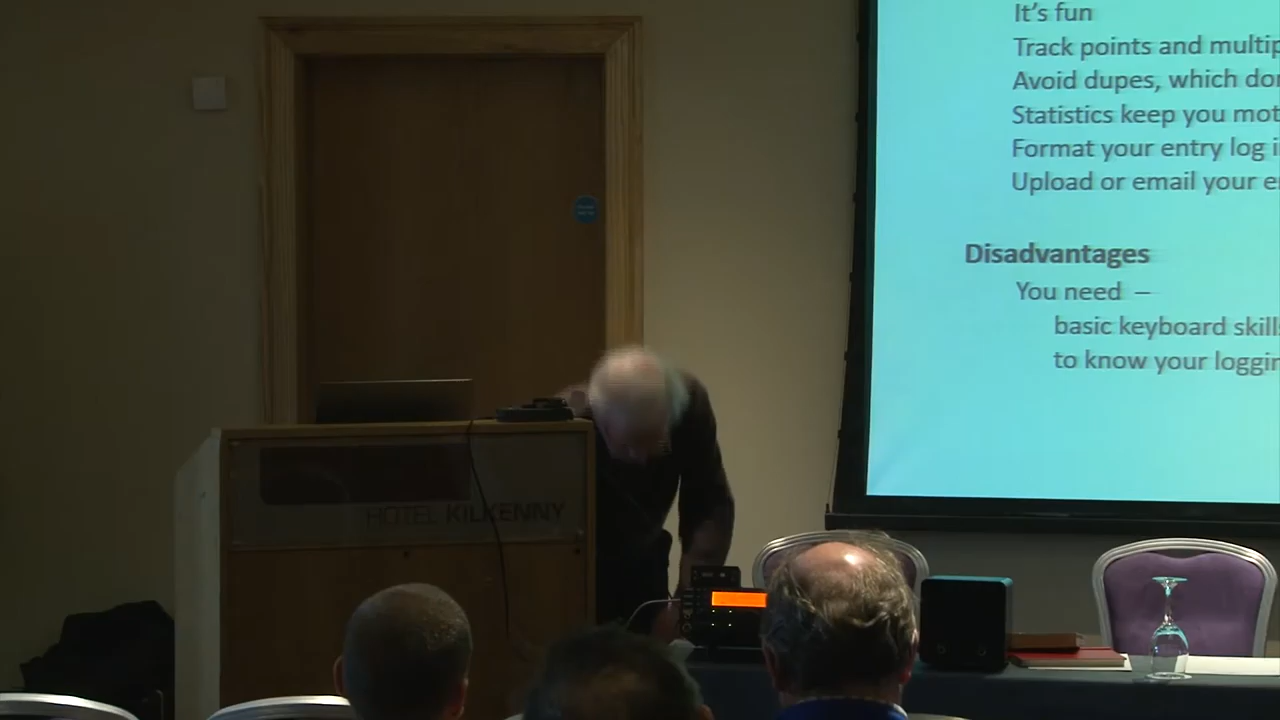 It's fun
Track points and multip
Avoid dupes, which do
Statistics keep you mot
Format your entry log i
Upload or email your e
Disadvantages
You need –
basic keyboard skill
to know your loggin
HOTEL KILKENNY